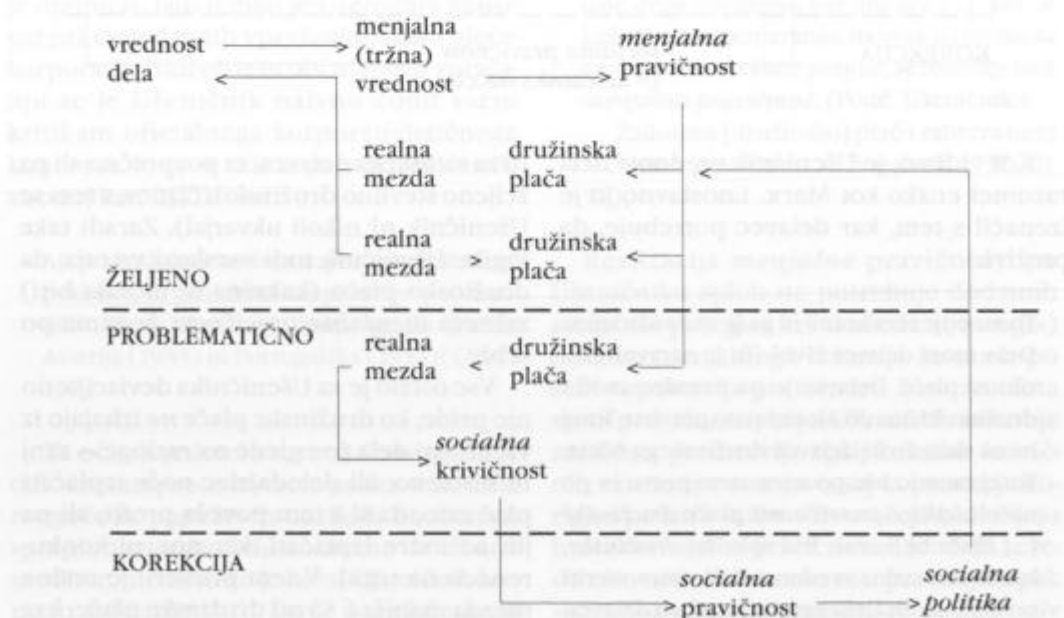 vrednost
dela
menjalna
(tržna)
vrednost
menjalna
pravičnost
realna družinska
mezda = plača
realna družinska
mezda > plača
ŽELJENO
PROBLEMATIČNO
realna družinska
mezda < plača
socialna
krivičnost
KOREKCIJA
socialna
pravičnost
socialna
politika